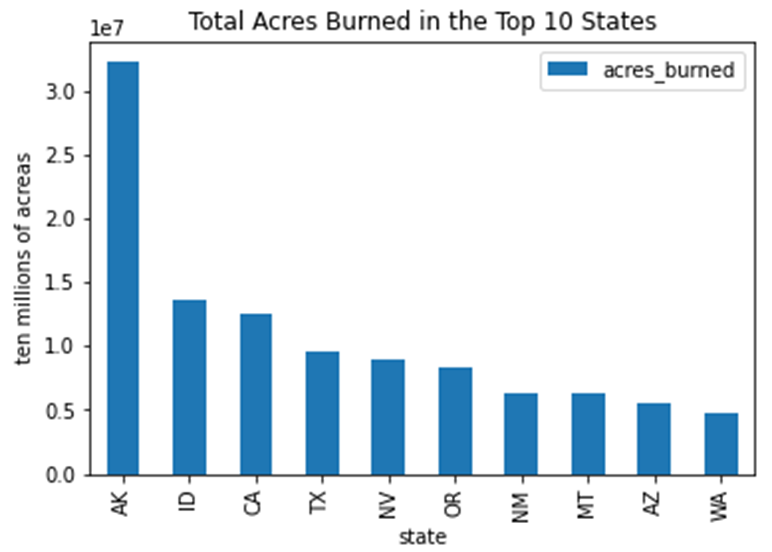 Total Acres Burned in the Top 10 States
1e7
acres_burned
3.0
2.5
2.0
1.5
1.0
0.5
0.0
ten millions of acreas
AK ID CA TX NV OR NM MT AZ WA
state